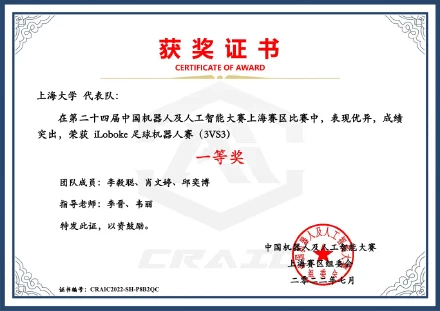 获奖证书
CERTIFICATE OF AWARD
上海大学 代表队：
在第二十四届中国机器人及人工智能大赛上海赛区比赛中，表现优异，成绩
突出，荣获 iLoboke 足球机器人赛（3VS3）
一等奖
团队成员：李毅聪、肖文婷、邱奕博
指导老师：李晋、韦丽
特发此证，以资鼓励。
中国机器人及人工智能大赛
上海赛区组委会
二〇二二年七月
CRAIC
证书编号：CRAIC2022-SH-P8B2QC